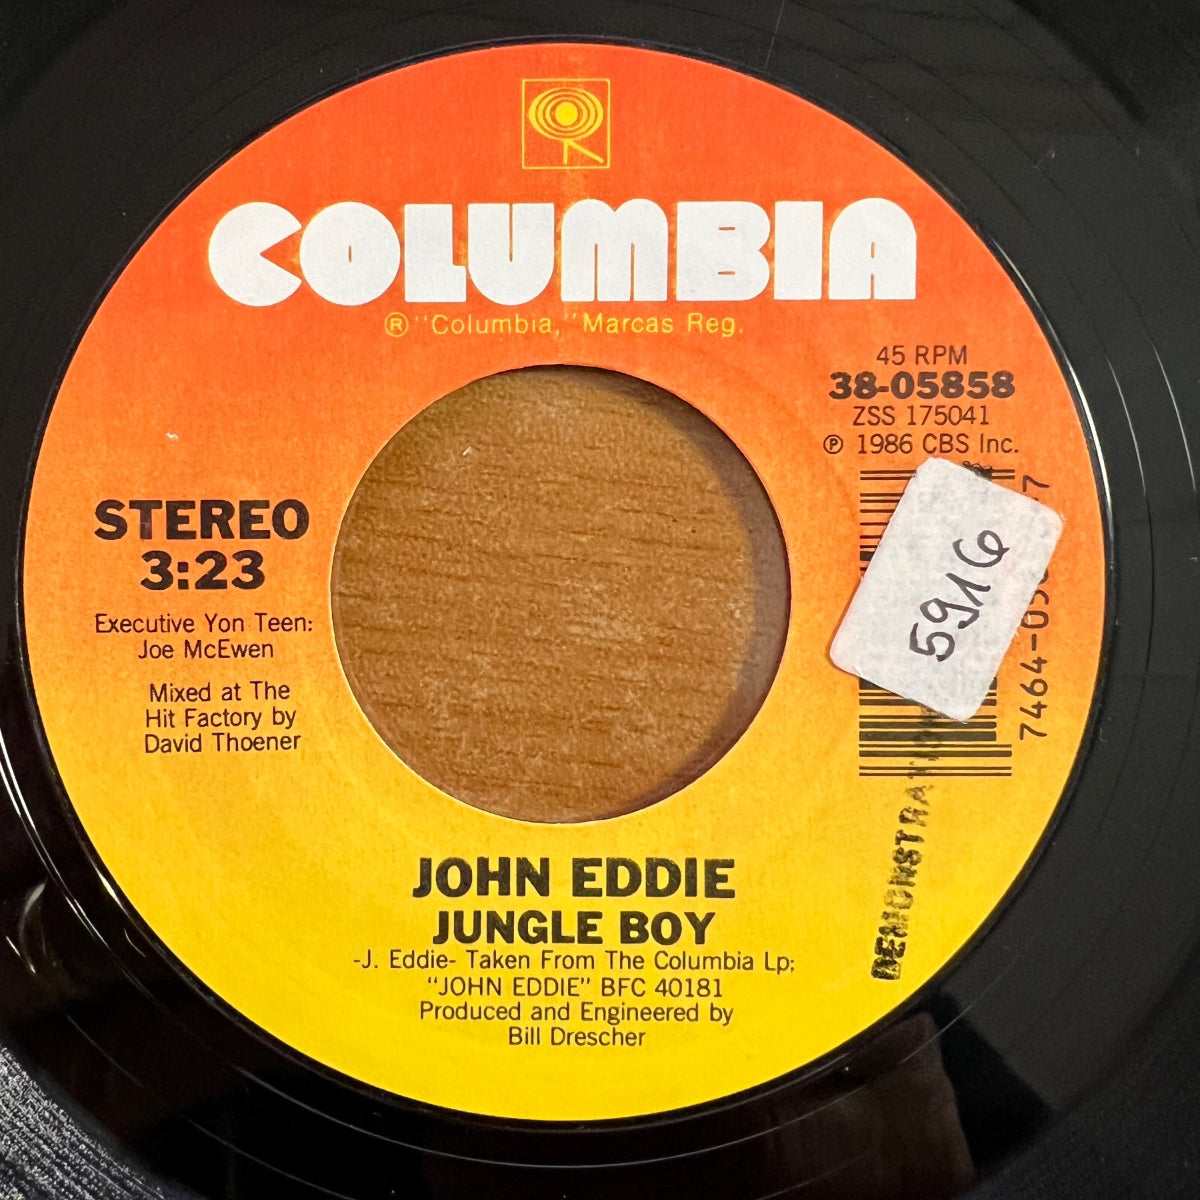 COLUMBIA
® "Columbia," Marcas Reg.
45 RPM
38-05858
ZSS 175041
℗ 1986 CBS Inc.
STEREO
3:23
Executive Yon Teen:
Joe McEwen
Mixed at The
Hit Factory by
David Thoener
5916
JOHN EDDIE
JUNGLE BOY
-J. Eddie- Taken From The Columbia Lp;
"JOHN EDDIE" BFC 40181
Produced and Engineered by
Bill Drescher